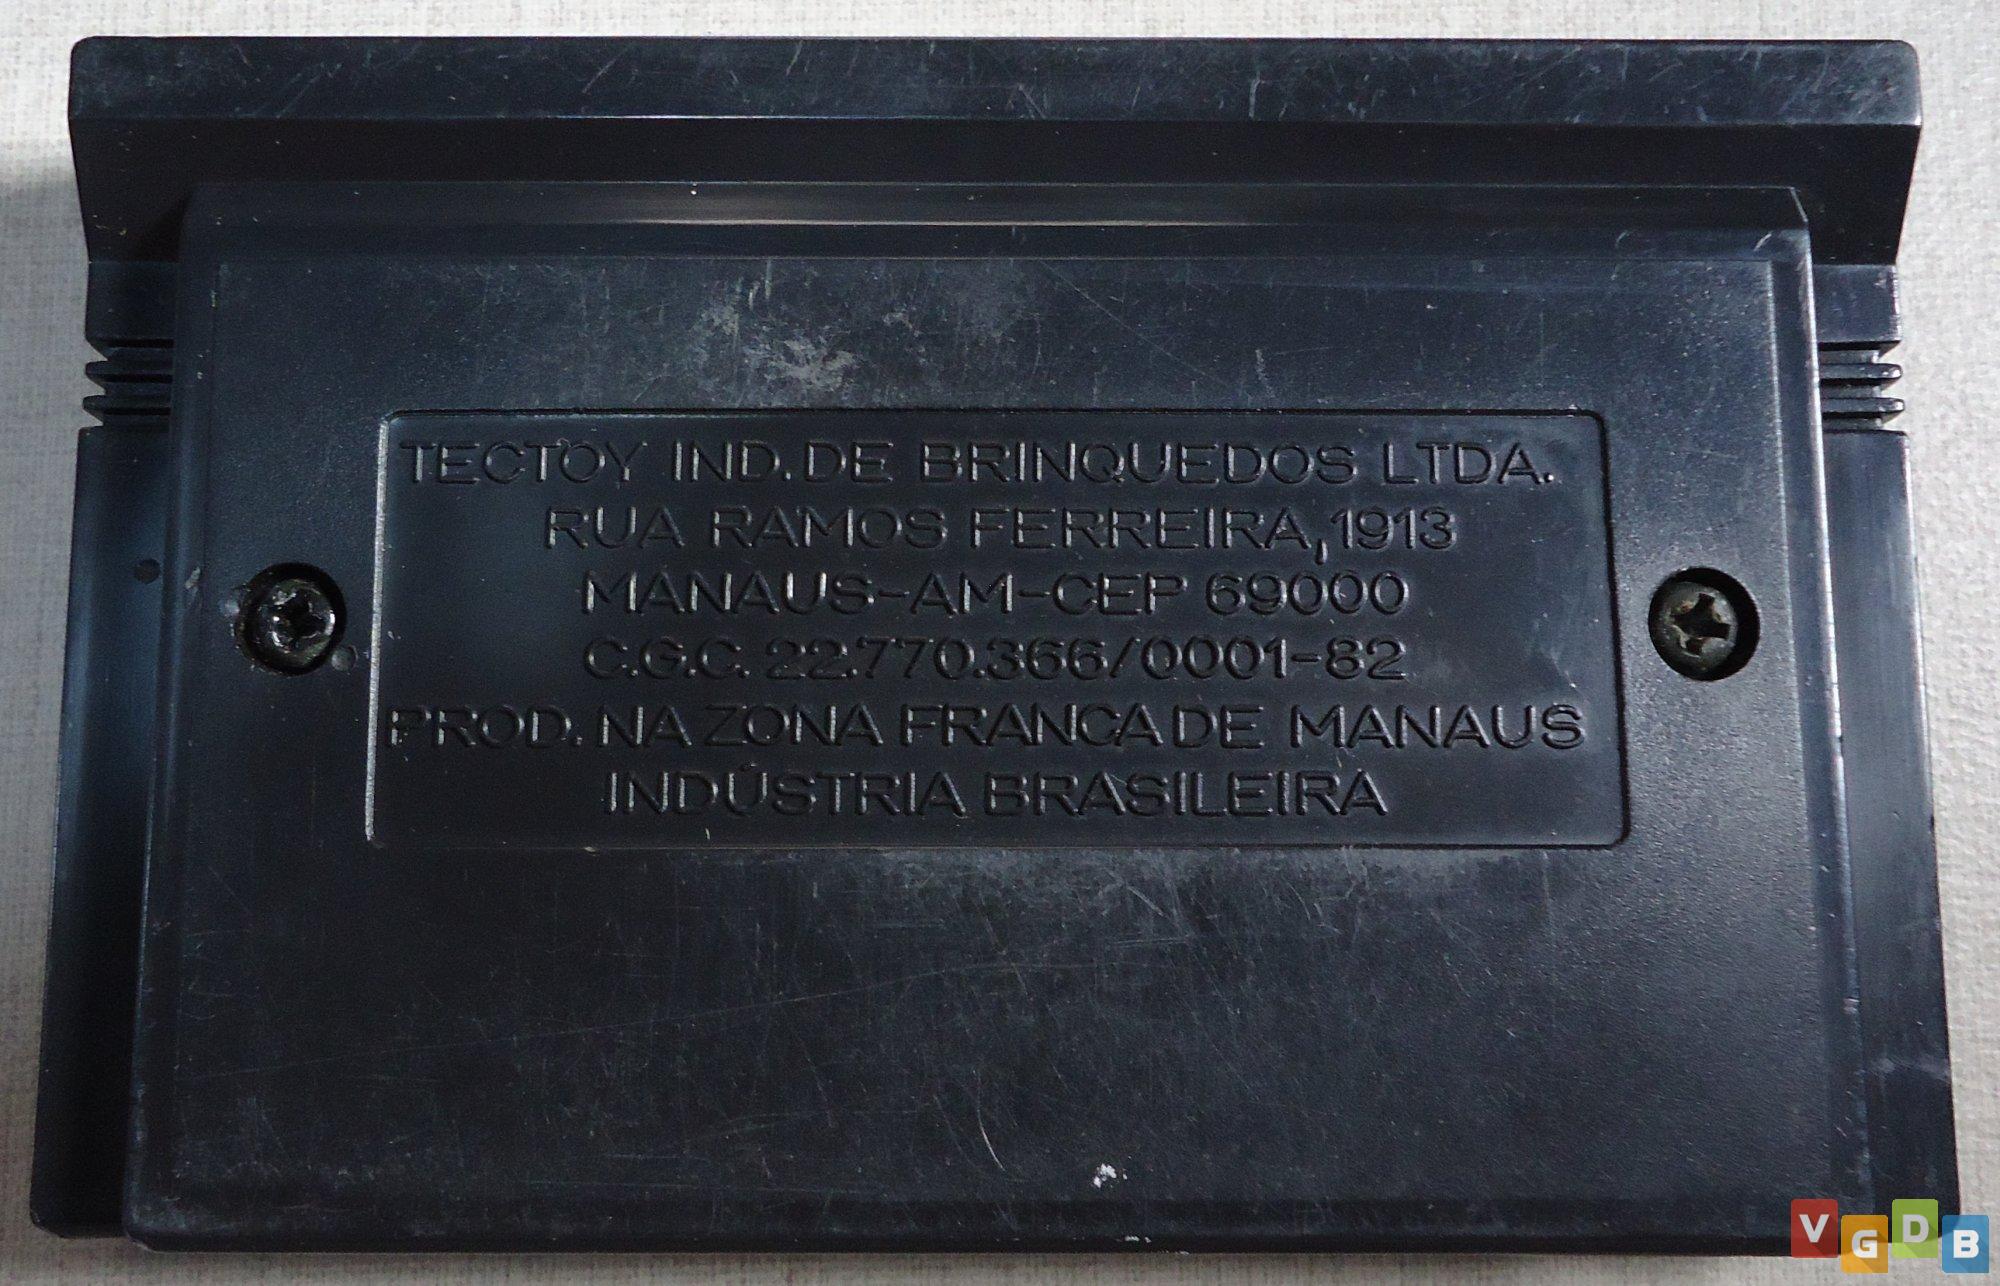 TECTOY IND. DE BRINQUEDOS LTDA.
RUA RAMOS FERREIRA, 1913
MANAUS-AM-CEP 69000
C.G.C. 22.770.366/0001-82
PROD. NA ZONA FRANCA DE MANAUS
INDÚSTRIA BRASILEIRA
VGDB